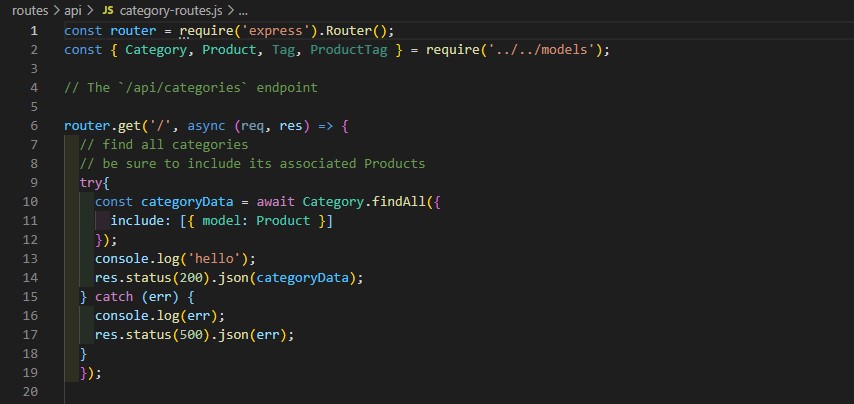 routes > api > JS category-routes.js > ...
1 const router = require('express').Router();
2 const { Category, Product, Tag, ProductTag } = require('../../models');
3
4 // The `/api/categories` endpoint
5
6 router.get('/', async (req, res) => {
7   // find all categories
8   // be sure to include its associated Products
9   try{
10     const categoryData = await Category.findAll({
11       include: [{ model: Product }]
12     });
13     console.log('hello');
14     res.status(200).json(categoryData);
15   } catch (err) {
16     console.log(err);
17     res.status(500).json(err);
18   }
19   });
20